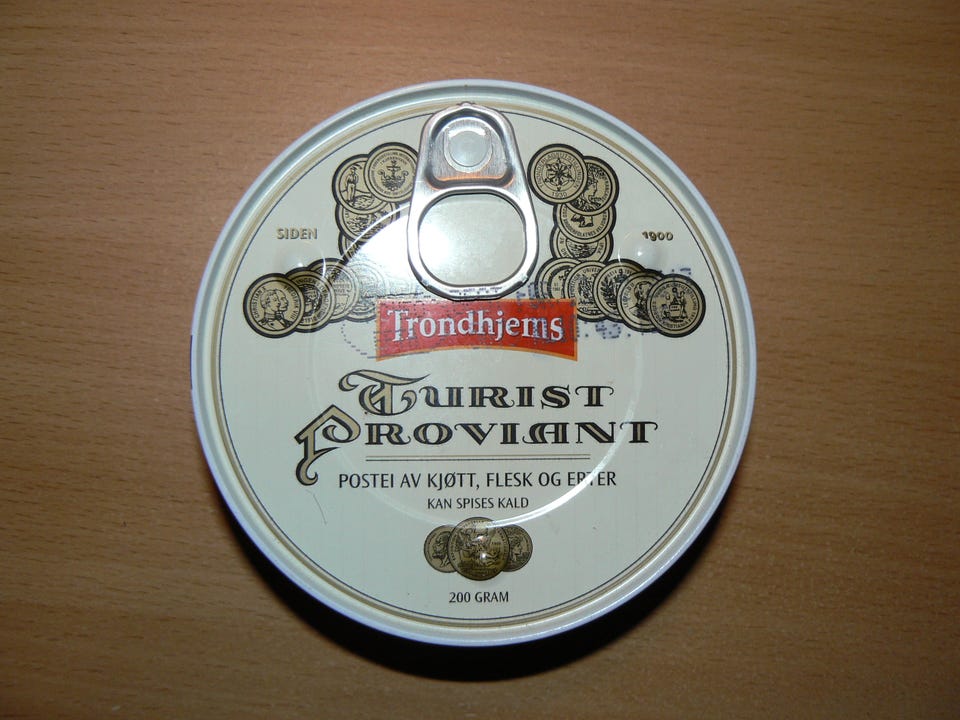 SIDEN
1900
Trondhjems
TURIST
PROVIANT
POSTEI AV KJØTT, FLESK OG ERTER
KAN SPISES KALD
200 GRAM